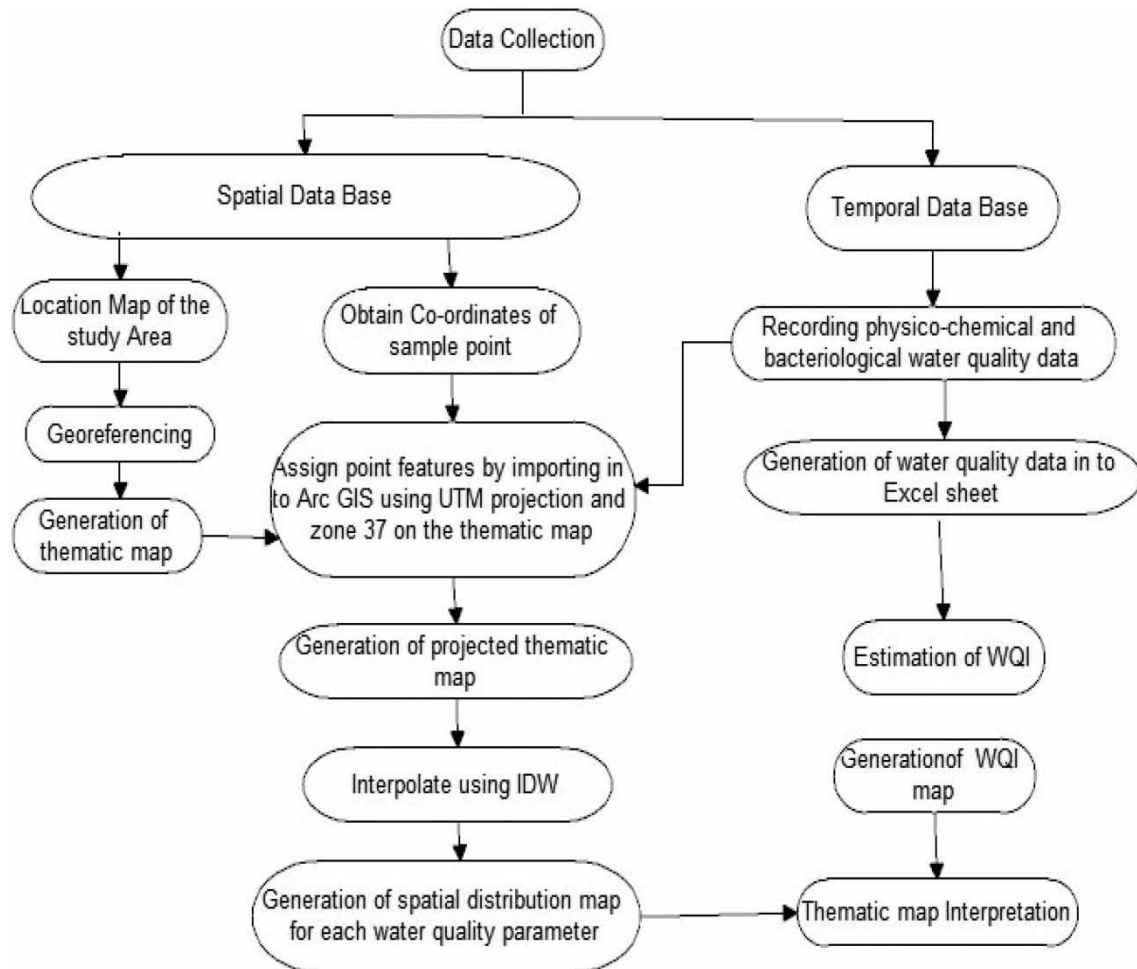 Data Collection
Spatial Data Base
Temporal Data Base
Location Map of the
study Area
Obtain Co-ordinates of
sample point
Recording physico-chemical and
bacteriological water quality data
Georeferencing
Assign point features by importing in
to Arc GIS using UTM projection and
zone 37 on the thematic map
Generation of water quality data in to
Excel sheet
Generation of
thematic map
Generation of projected thematic
map
Estimation of WQI
Interpolate using IDW
Generationof WQI
map
Generation of spatial distribution map
for each water quality parameter
Thematic map Interpretation